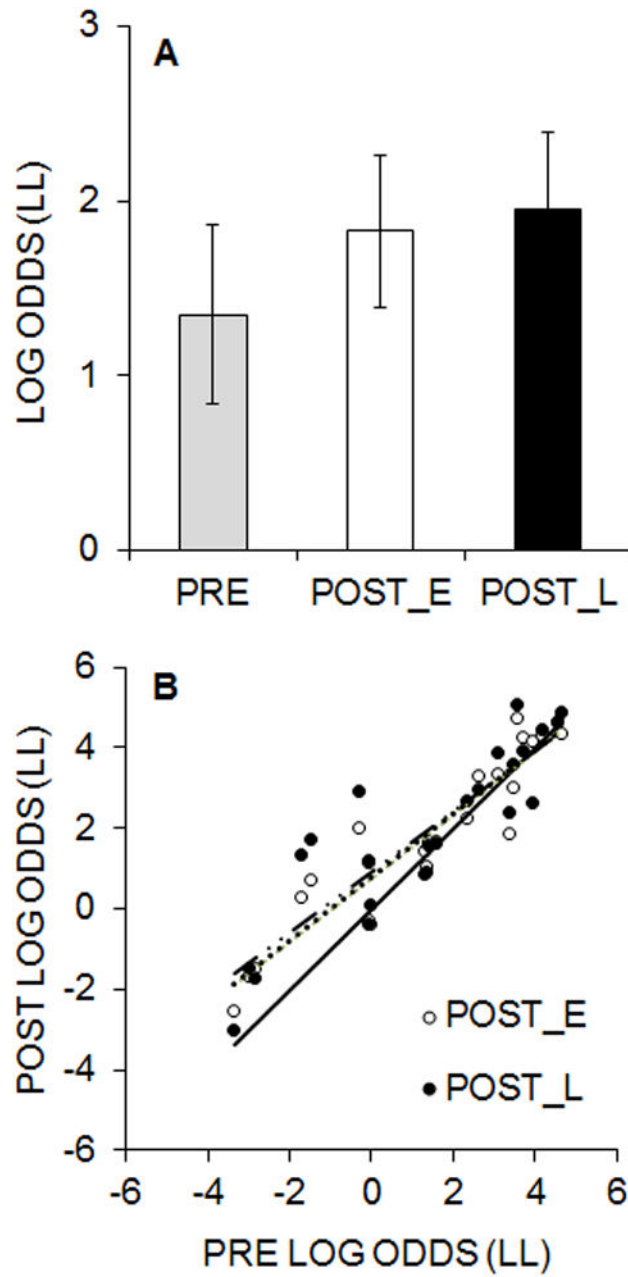 A
LOG ODDS (LL)
3
2
1
0
PRE POST_E POST_L
B
POST LOG ODDS (LL)
6
4
2
0
-2
-4
-6
POST_E
POST_L
-6 -4 -2 0 2 4 6
PRE LOG ODDS (LL)